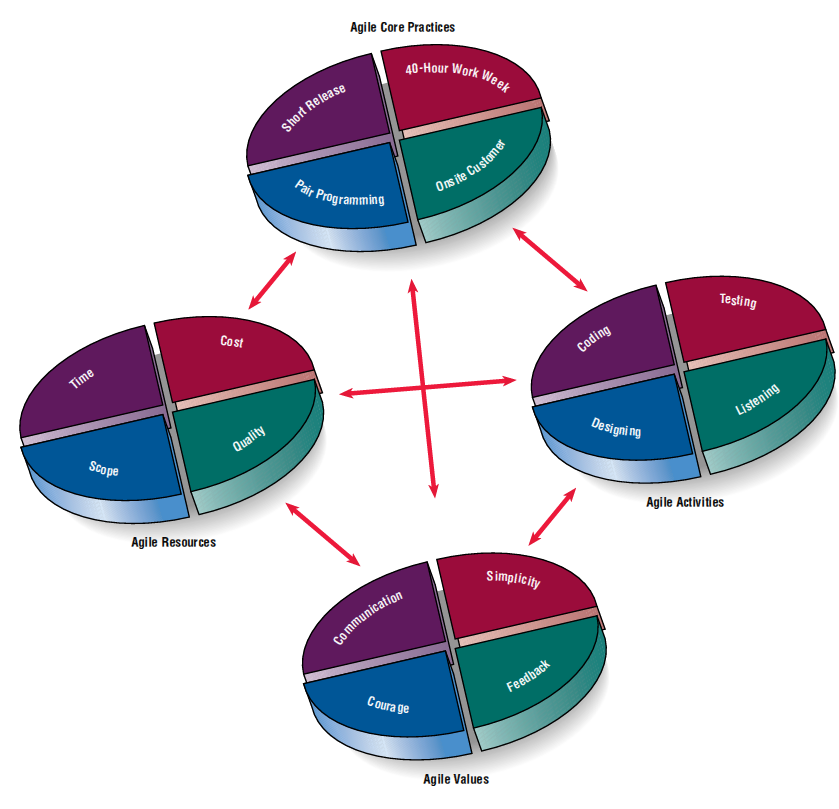 Agile Core Practices
Short Release
40-Hour Work Week
Pair Programming
Onsite Customer
Time
Cost
Scope
Quality
Agile Resources
Coding
Testing
Designing
Listening
Agile Activities
Communication
Simplicity
Courage
Feedback
Agile Values